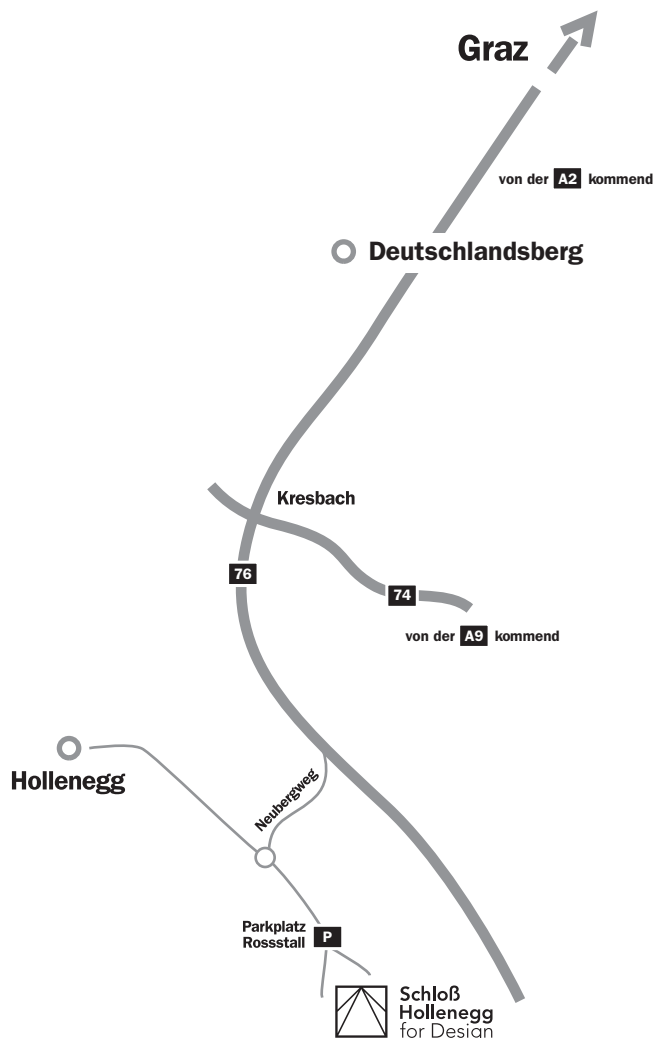 Graz
von der A2 kommend
Deutschlandsberg
Kresbach
76
74
von der A9 kommend
Hollenegg
Neubergweg
Parkplatz
Rossstall
P
Schloß
Hollenegg
for Design